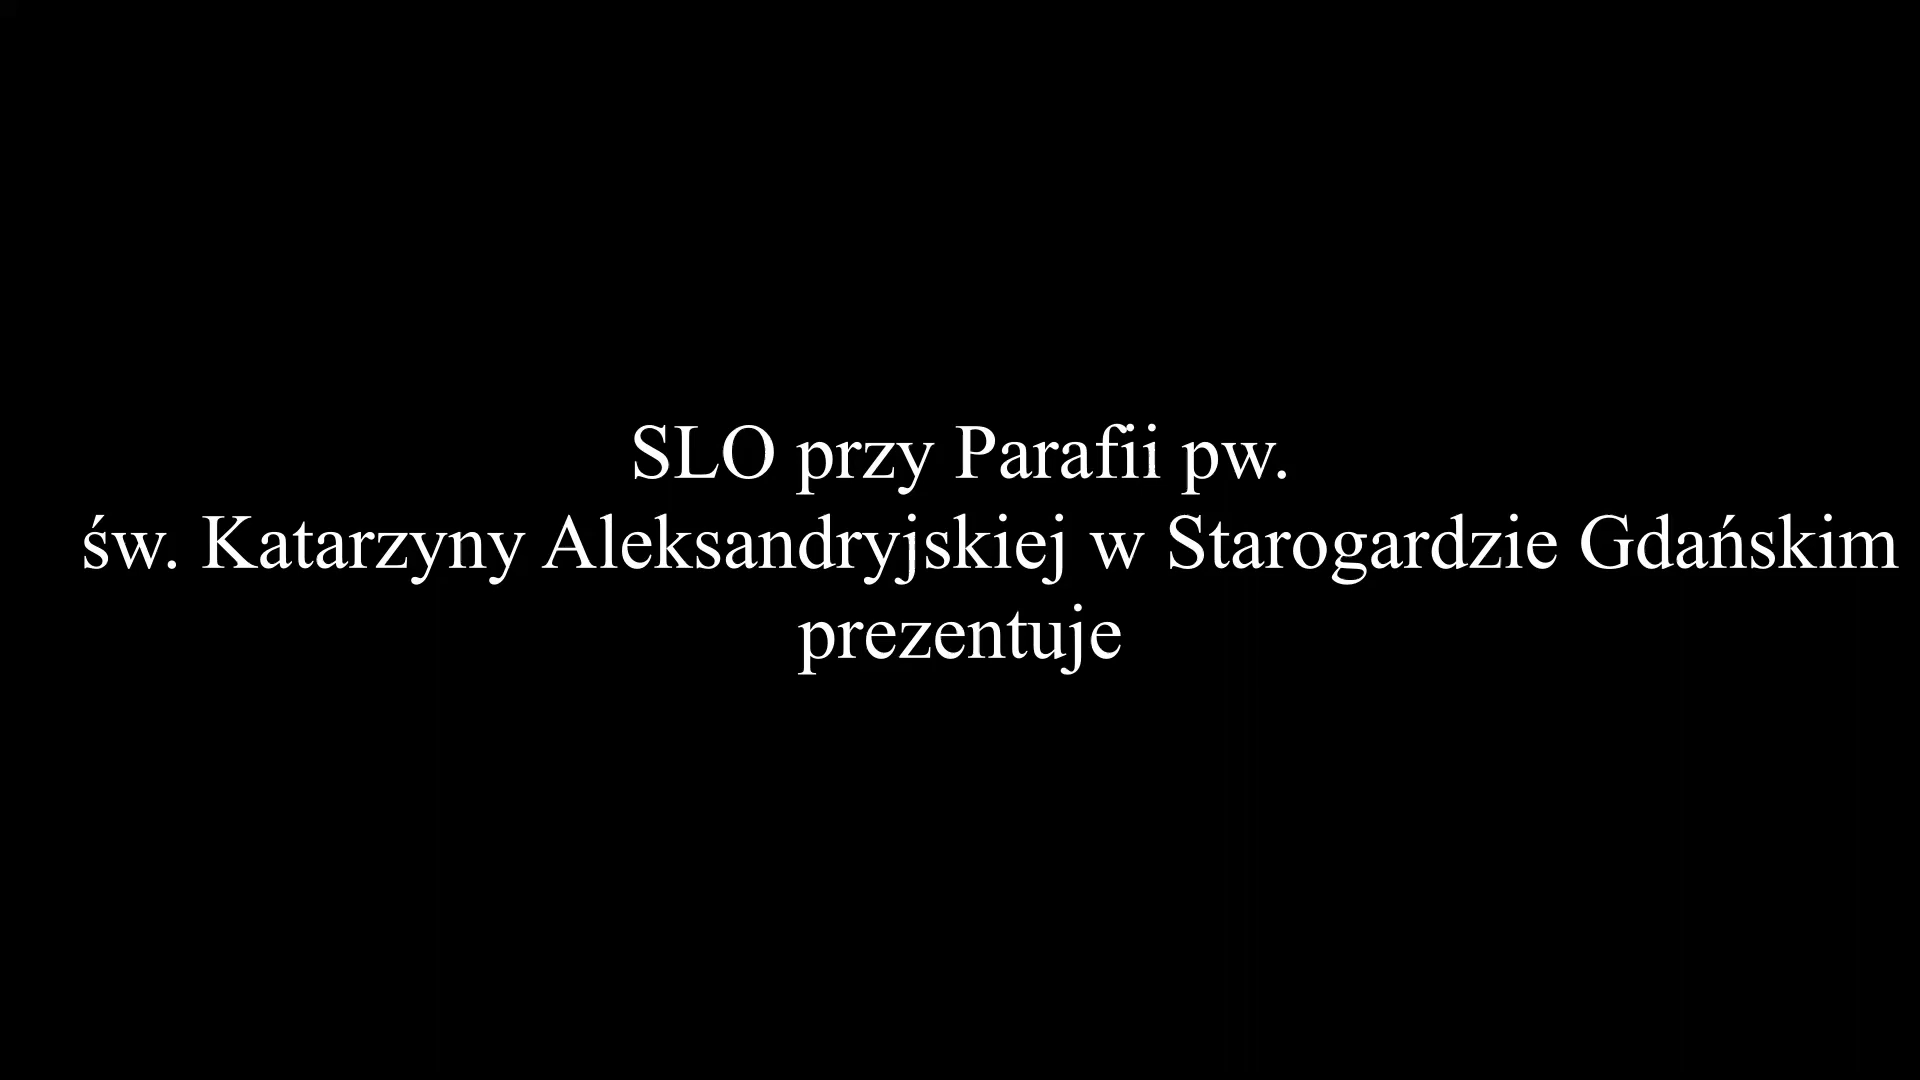 SLO przy Parafii pw.
św. Katarzyny Aleksandryjskiej w Starogardzie Gdańskim
prezentuje